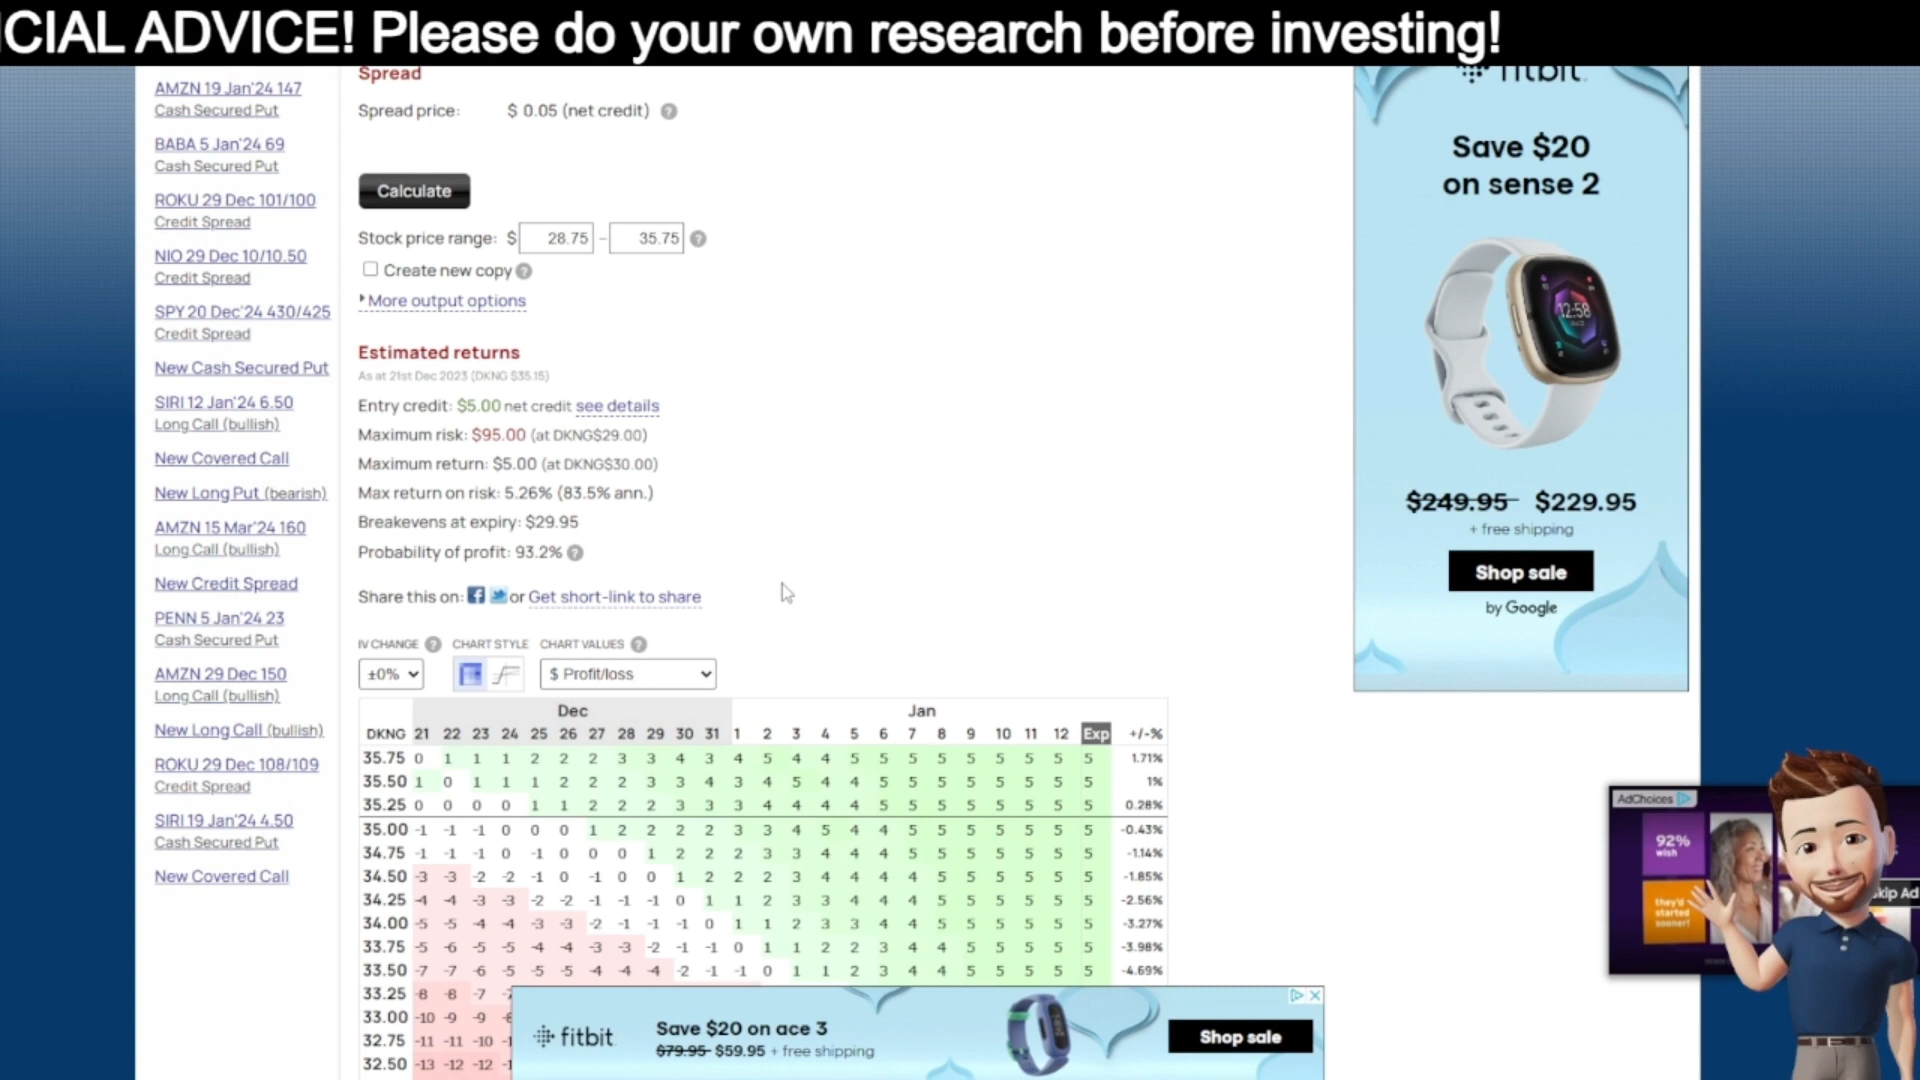 ICIAL ADVICE! Please do your own research before investing!
AMZN 19 Jan'24 147
Cash Secured Put
BABA 5 Jan'24 69
Cash Secured Put
ROKU 29 Dec 101/100
Credit Spread
NIO 29 Dec 10/10.50
Credit Spread
SPY 20 Dec'24 430/425
Credit Spread
New Cash Secured Put
SIRI 12 Jan'24 6.50
Long Call (bullish)
New Covered Call
New Long Put (bearish)
AMZN 15 Mar'24 160
Long Call (bullish)
New Credit Spread
PENN 5 Jan'24 23
Cash Secured Put
AMZN 29 Dec 150
Long Call (bullish)
New Long Call (bullish)
ROKU 29 Dec 108/109
Credit Spread
SIRI 19 Jan'24 4.50
Cash Secured Put
New Covered Call
Spread
Spread price: $ 0.05 (net credit) ?
Calculate
Stock price range: $ 28.75 - 35.75 ?
Create new copy ?
More output options
Estimated returns
As at 21st Dec 2023 (DKNG $35.15)
Entry credit: $5.00 net credit see details
Maximum risk: $95.00 (at DKNG$29.00)
Maximum return: $5.00 (at DKNG$30.00)
Max return on risk: 5.26% (83.5% ann.)
Breakevens at expiry: $29.95
Probability of profit: 93.2% ?
Share this on: or Get short-link to share
IV CHANGE ? CHART STYLE CHART VALUES ?
±0% $ Profit/loss
Dec Jan
DKNG 21 22 23 24 25 26 27 28 29 30 31 1 2 3 4 5 6 7 8 9 10 11 12 Exp +/-%
35.75 0 1 1 1 2 2 2 3 3 4 3 4 5 4 4 5 5 5 5 5 5 5 5 5 1.71%
35.50 1 0 1 1 1 2 2 2 3 3 4 3 4 5 4 4 5 5 5 5 5 5 5 5 1%
35.25 0 0 0 0 1 1 2 2 2 3 3 3 4 4 4 4 5 5 5 5 5 5 5 5 0.28%
35.00 -1 -1 -1 0 0 0 1 2 2 2 2 3 3 4 5 4 4 5 5 5 5 5 5 5 -0.43%
34.75 -1 -1 -1 0 -1 0 0 0 1 2 2 2 3 3 4 4 4 5 5 5 5 5 5 5 -1.14%
34.50 -3 -3 -2 -2 -1 0 -1 0 0 1 2 2 2 3 4 4 4 4 5 5 5 5 5 5 -1.85%
34.25 -4 -4 -3 -3 -2 -2 -1 -1 -1 0 1 1 2 3 3 4 4 4 5 5 5 5 5 5 -2.56%
34.00 -5 -5 -4 -4 -3 -3 -2 -1 -1 -1 0 1 1 2 3 3 4 4 5 5 5 5 5 5 -3.27%
33.75 -5 -6 -5 -5 -4 -4 -3 -3 -2 -1 -1 0 1 1 2 2 3 4 4 5 5 5 5 5 -3.98%
33.50 -7 -7 -6 -5 -5 -5 -4 -4 -4 -2 -1 -1 0 1 1 2 3 4 4 5 5 5 5 5 -4.69%
33.25 -8 -8 -7
33.00 -10 -9 -9
32.75 -11 -11 -10
32.50 -13 -12 -12
fitbit
Save $20
on sense 2
12:58
$249.95 $229.95
+ free shipping
Shop sale
by Google
AdChoices
92%
wish
they'd
started
sooner!
kip Ad
fitbit
Save $20 on ace 3
$79.95 $59.95 + free shipping
Shop sale